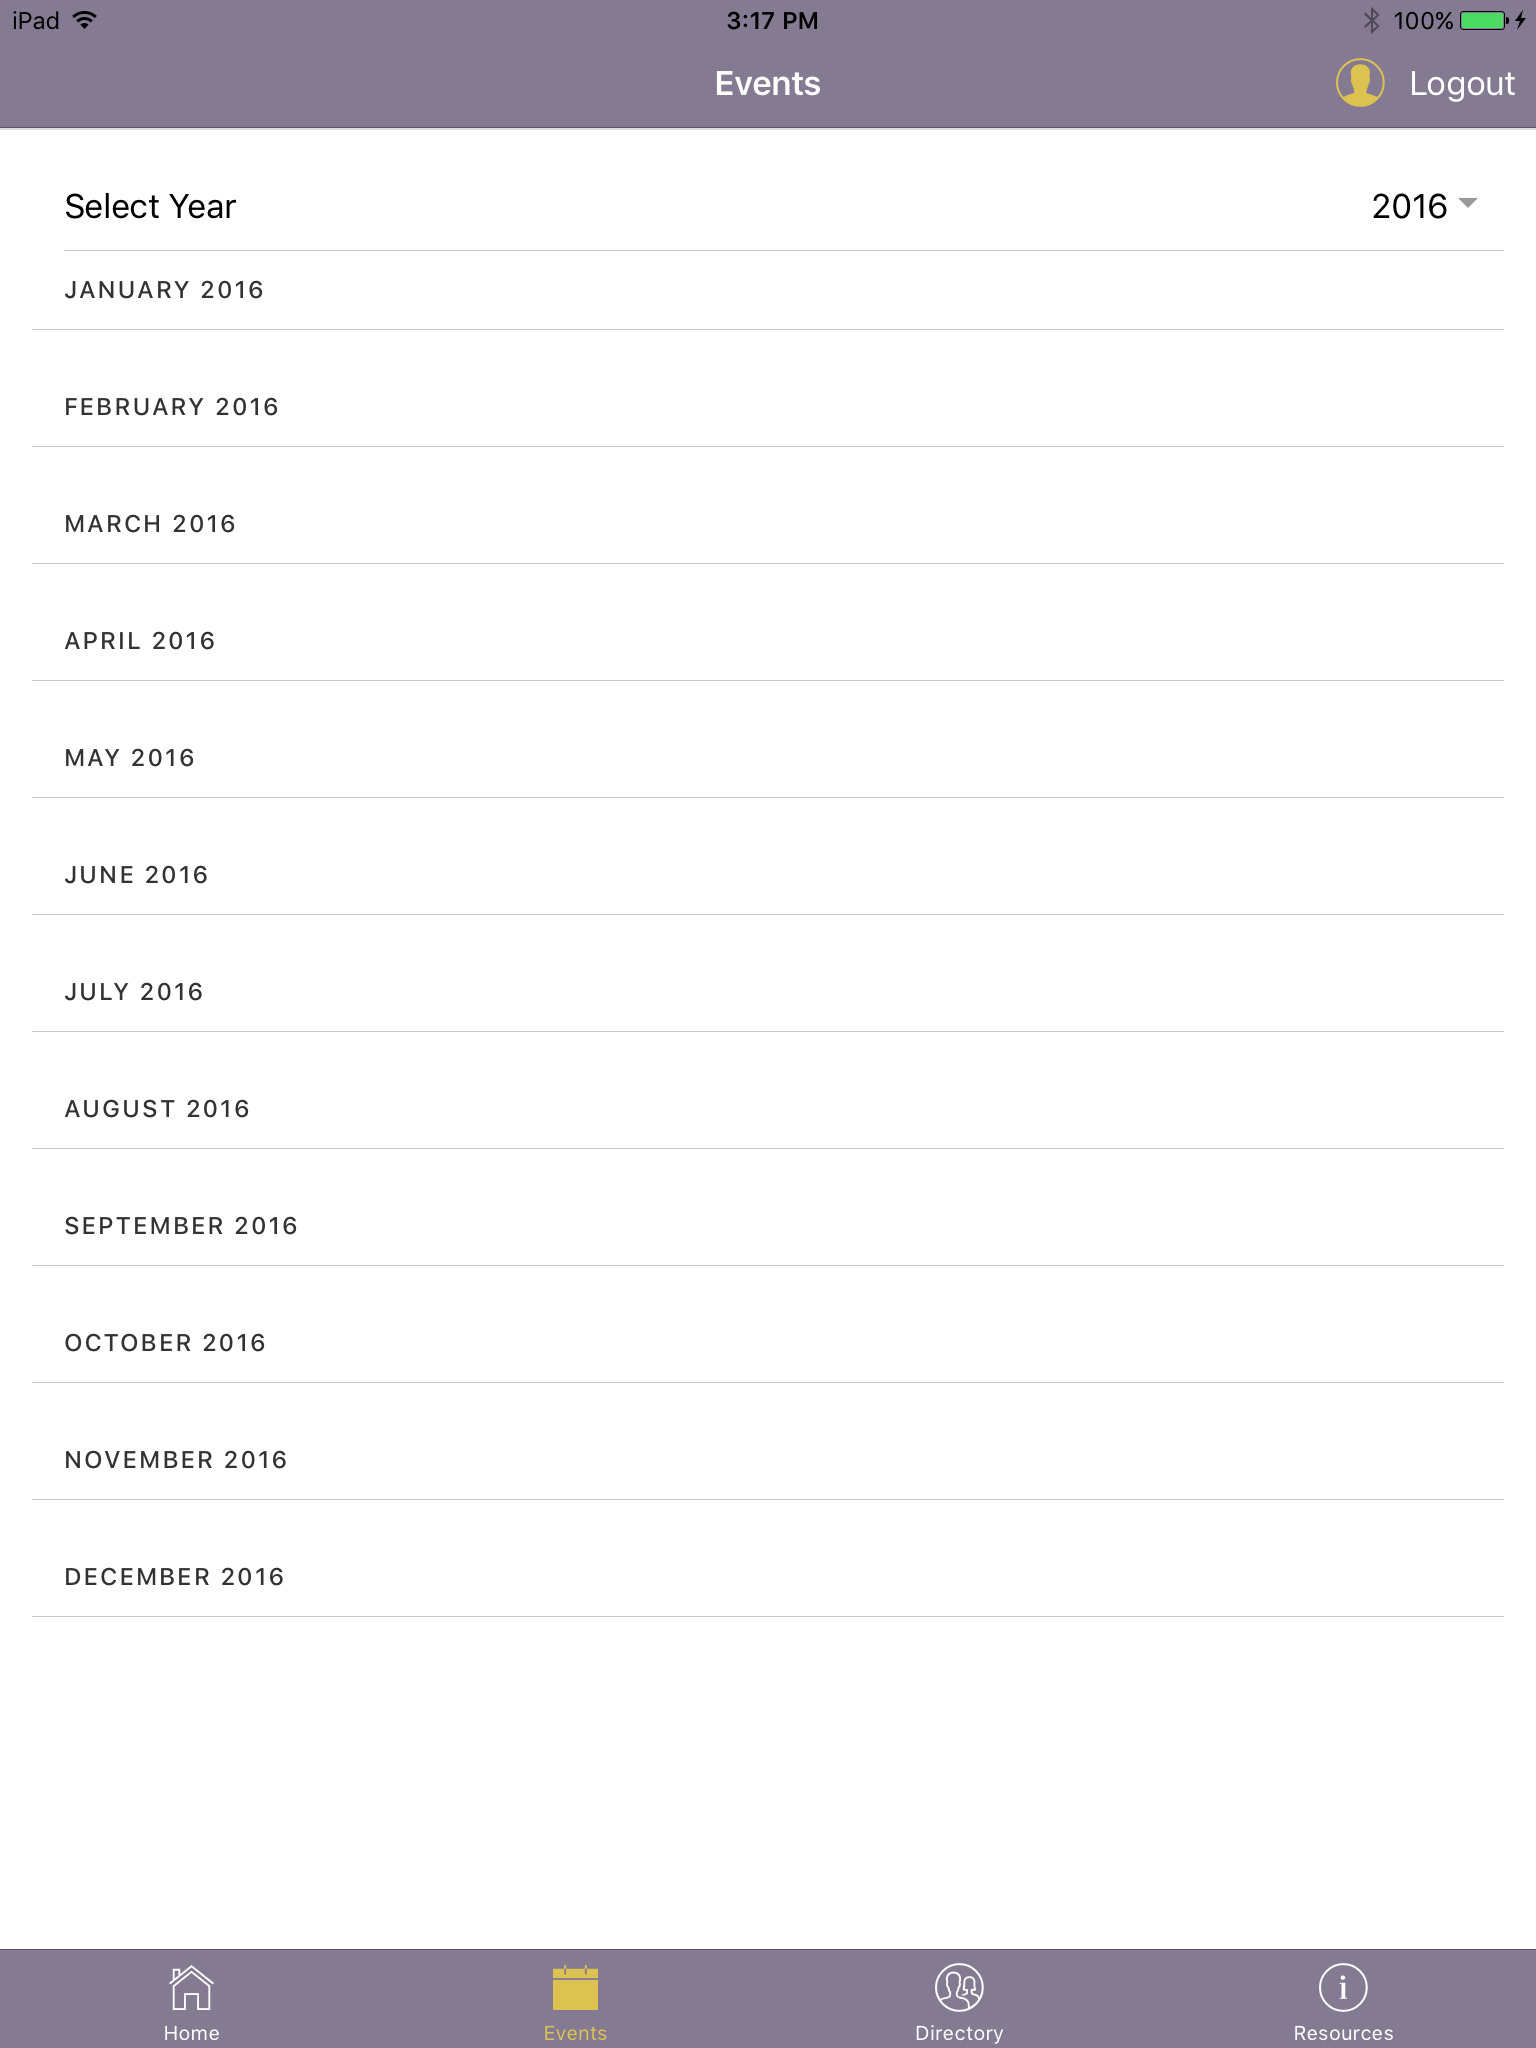 iPad 3:17 PM 100%
Events Logout
Select Year 2016
JANUARY 2016
FEBRUARY 2016
MARCH 2016
APRIL 2016
MAY 2016
JUNE 2016
JULY 2016
AUGUST 2016
SEPTEMBER 2016
OCTOBER 2016
NOVEMBER 2016
DECEMBER 2016
Home Events Directory Resources